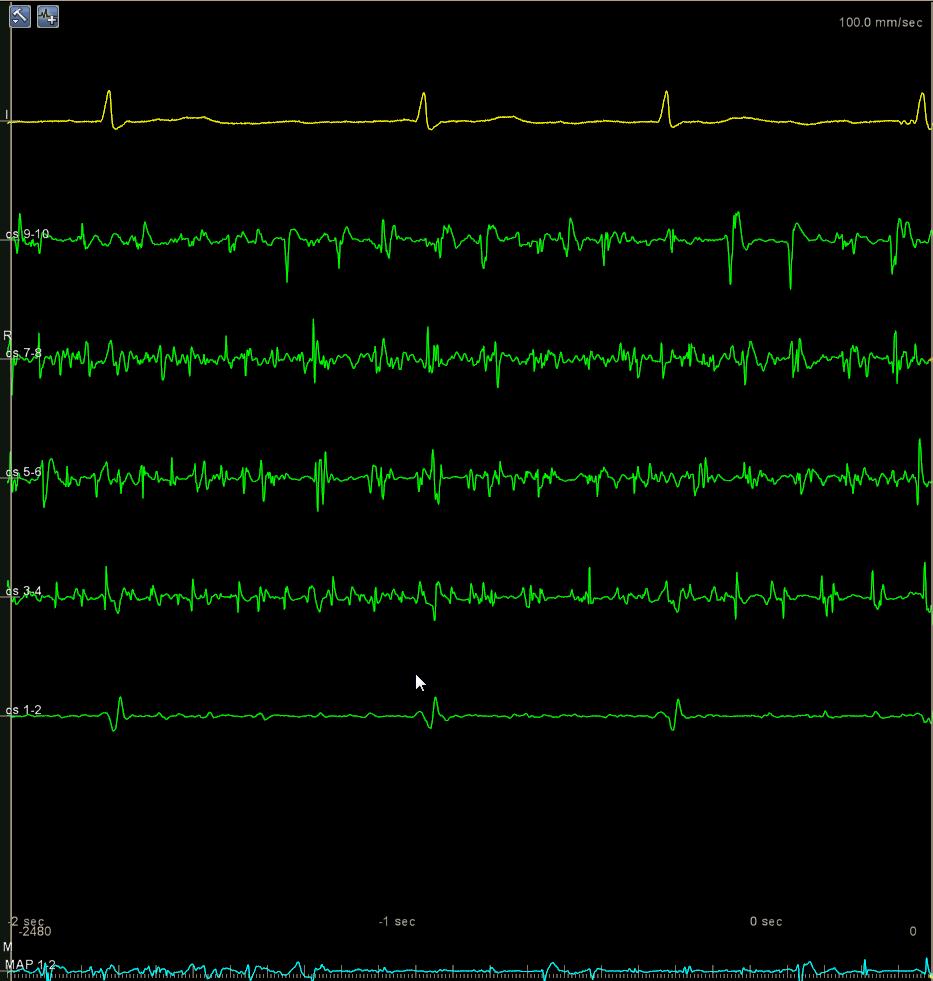 100.0 mm/sec
I
cs 9-10
R
cs 7-8
cs 5-6
cs 3-4
cs 1-2
-2 sec
-1 sec
0 sec
-2480
0
M
MAP 1-2